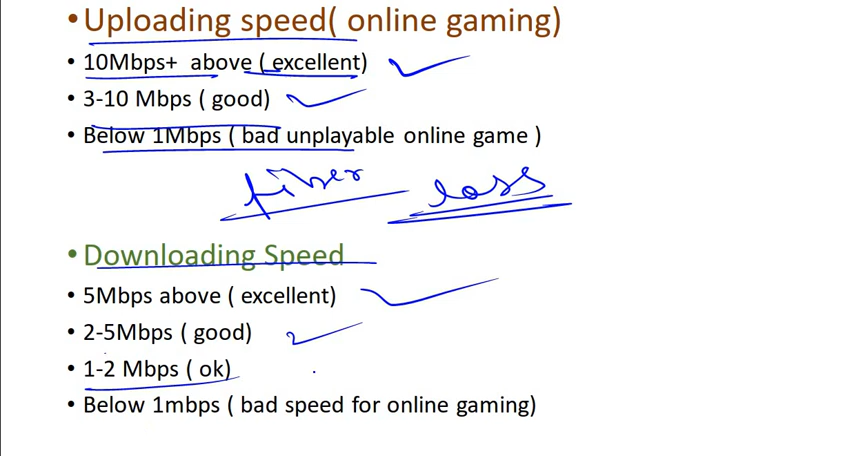 •Uploading speed( online gaming)
• 10Mbps+ above ( excellent)
• 3-10 Mbps ( good)
• Below 1Mbps ( bad unplayable online game )
fiber loss
•Downloading Speed
• 5Mbps above ( excellent)
• 2-5Mbps ( good)
• 1-2 Mbps ( ok)
• Below 1mbps ( bad speed for online gaming)